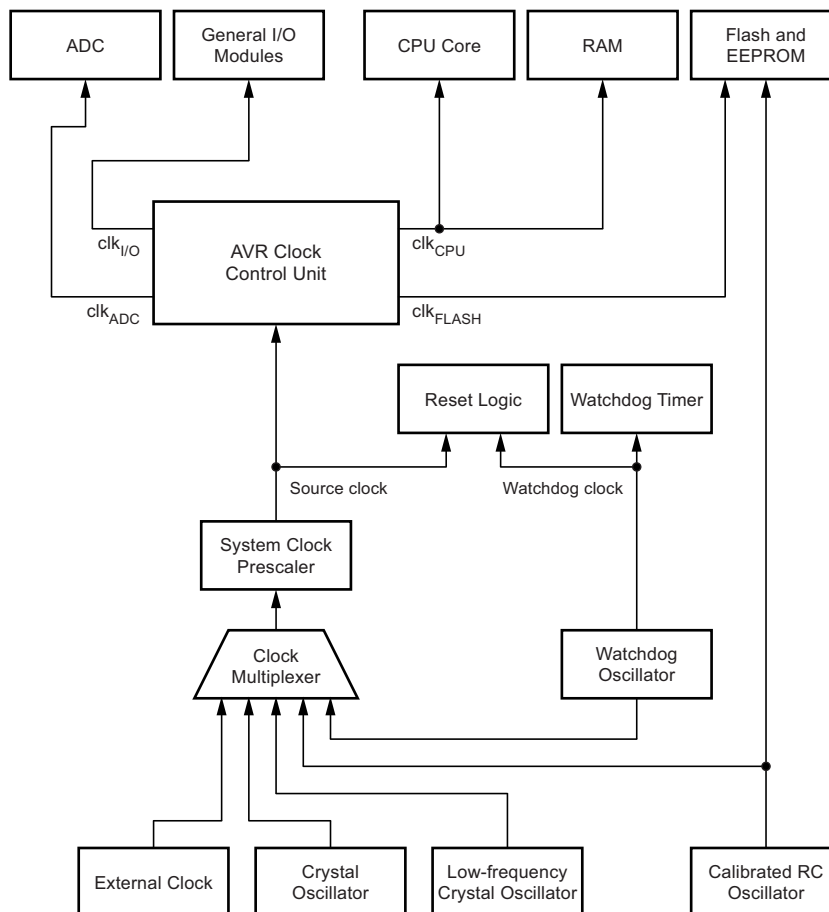 ADC
General I/O
Modules
CPU Core
RAM
Flash and
EEPROM
clkI/O
AVR Clock
Control Unit
clkCPU
clkADC
clkFLASH
Reset Logic
Watchdog Timer
Source clock
Watchdog clock
System Clock
Prescaler
Clock
Multiplexer
Watchdog
Oscillator
External Clock
Crystal
Oscillator
Low-frequency
Crystal Oscillator
Calibrated RC
Oscillator